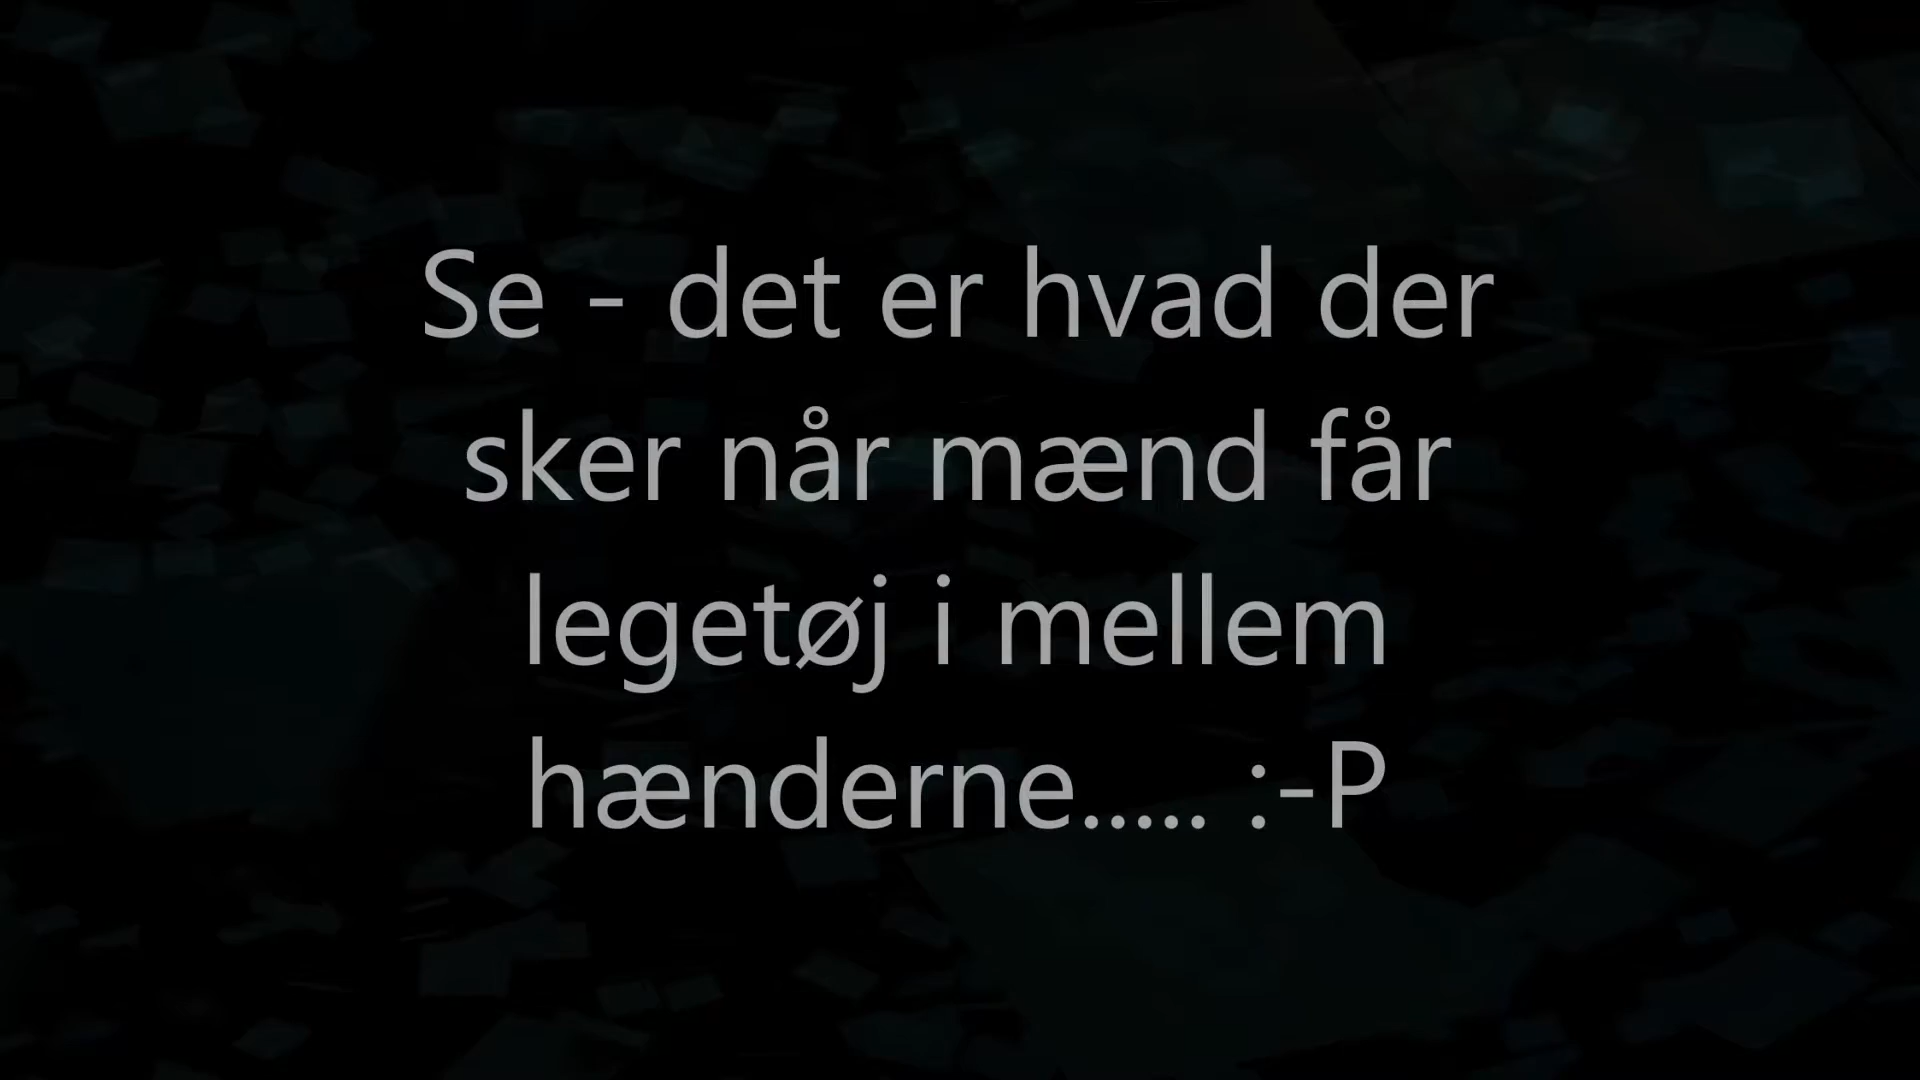 Se - det er hvad der
sker når mænd får
legetøj i mellem
hænderne..... :-P